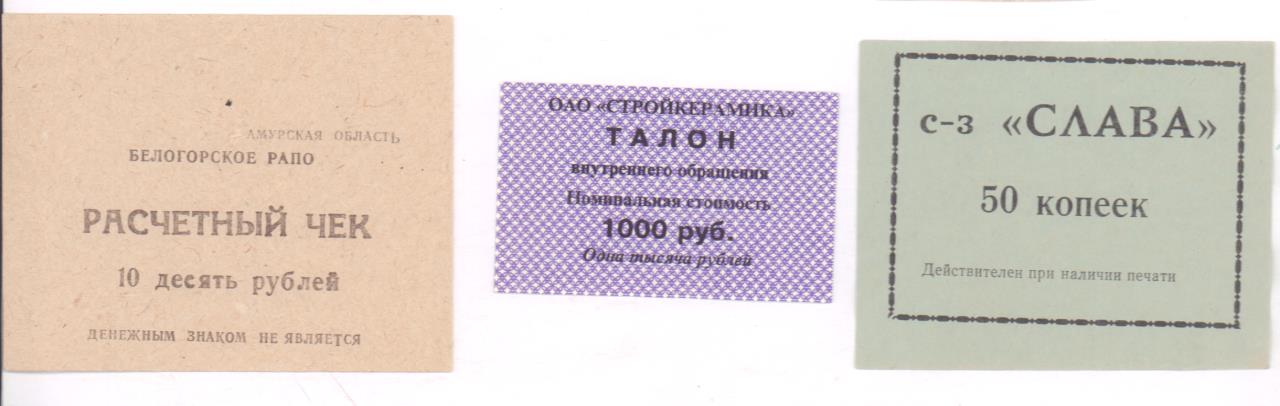 АМУРСКАЯ ОБЛАСТЬ
БЕЛОГОРСКОЕ РАПО
РАСЧЕТНЫЙ ЧЕК
10 десять рублей
ДЕНЕЖНЫМ ЗНАКОМ НЕ ЯВЛЯЕТСЯ
ОАО «СТРОЙКЕРАМИКА»
ТАЛОН
внутреннего обращения
Номинальная стоимость
1000 руб.
Одна тысяча рублей
с-з «СЛАВА»
50 копеек
Действителен при наличии печати